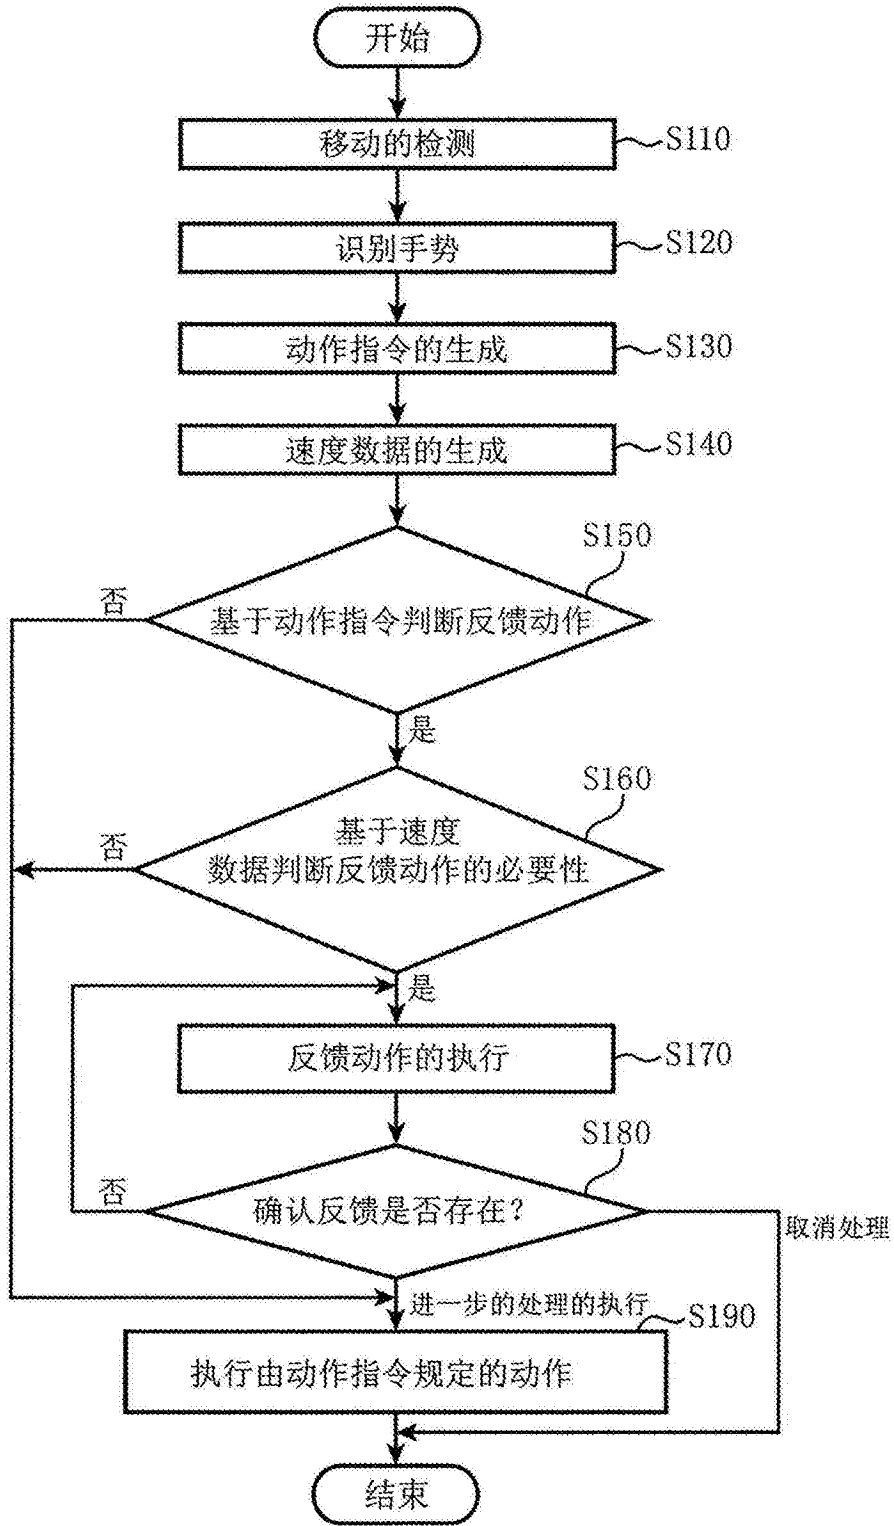 开始
移动的检测
S110
识别手势
S120
动作指令的生成
S130
速度数据的生成
S140
S150
否
基于动作指令判断反馈动作
是
S160
基于速度
否
数据判断反馈动作的必要性
是
反馈动作的执行
S170
S180
否
确认反馈是否存在?
取消处理
进一步的处理的执行
S190
执行由动作指令规定的动作
结束